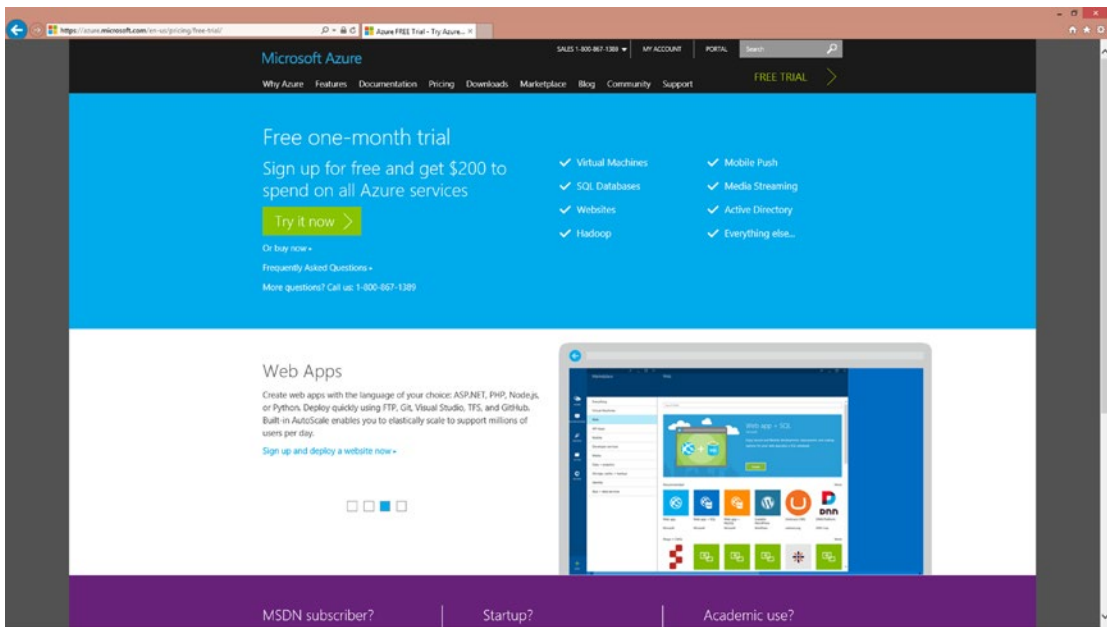 https://azure.microsoft.com/en-us/pricing/free-trial/
Azure FREE Trial - Try Azure...
Microsoft Azure
SALES 1-800-867-1389
MY ACCOUNT
PORTAL
Search
Why Azure Features Documentation Pricing Downloads Marketplace Blog Community Support
FREE TRIAL
Free one-month trial
Sign up for free and get $200 to
spend on all Azure services
Try it now
Or buy now
Frequently Asked Questions
More questions? Call us: 1-800-867-1389
Virtual Machines
SQL Databases
Websites
Hadoop
Mobile Push
Media Streaming
Active Directory
Everything else...
Web Apps
Create web apps with the language of your choice: ASP.NET, PHP, Node.js,
or Python. Deploy quickly using FTP, Git, Visual Studio, TFS, and GitHub.
Built-in AutoScale enables you to elastically scale to support millions of
users per day.
Sign up and deploy a website now
Marketplace
Web
Everything
Virtual Machines
Web
Web app + SQL
DNN
MSDN subscriber?
Startup?
Academic use?